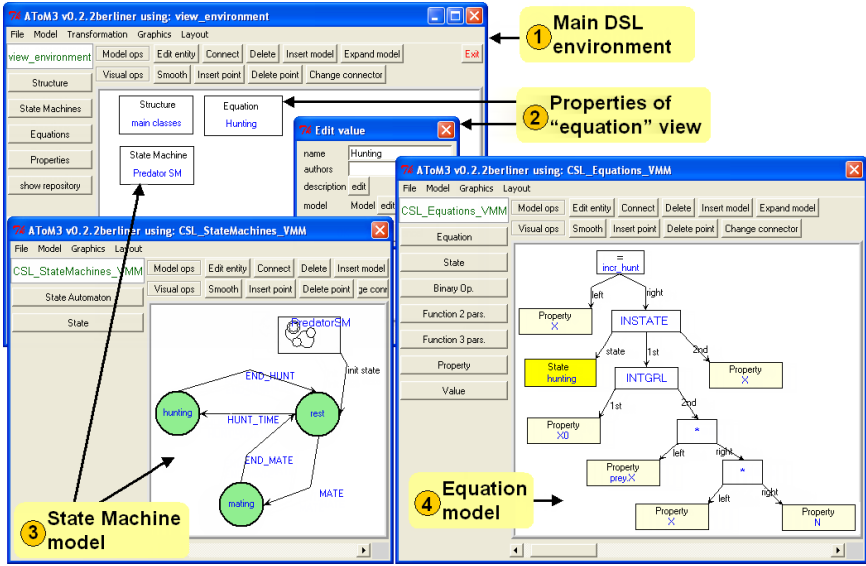 AToM3 v0.2.2berliner using: view_environment
File Model Transformation Graphics Layout
view_environment
Model ops Edit entity Connect Delete Insert model Expand model Exit
Visual ops Smooth Insert point Delete point Change connector
Structure
State Machines
Equations
Properties
show repository
Structure
main classes
Equation
Hunting
State Machine
Predator SM
1 Main DSL
environment
2 Properties of
“equation” view
Edit value
name Hunting
authors
description edit
model Model edit
AToM3 v0.2.2berliner using: CSL_StateMachines_VMM
File Model Graphics Layout
CSL_StateMachines_VMM
Model ops Edit entity Connect Delete Insert model
Visual ops Smooth Insert point Delete point ge conn
State Automaton
State
PredatorSM
init state
END_HUNT
hunting
rest
HUNT_TIME
END_MATE
MATE
mating
3 State Machine
model
AToM3 v0.2.2berliner using: CSL_Equations_VMM
File Model Graphics Layout
CSL_Equations_VMM
Model ops Edit entity Connect Delete Insert model Expand model
Visual ops Smooth Insert point Delete point Change connector
Equation
State
Binary Op.
Function 2 pars.
Function 3 pars.
Property
Value
=
incr_hunt
left right
Property
X
INSTATE
state 1st 2nd
State
hunting
INTGRL
Property
X
1st 2nd
Property
X0
*
left right
Property
prey.X
*
left right
Property
X
Property
N
4 Equation
model